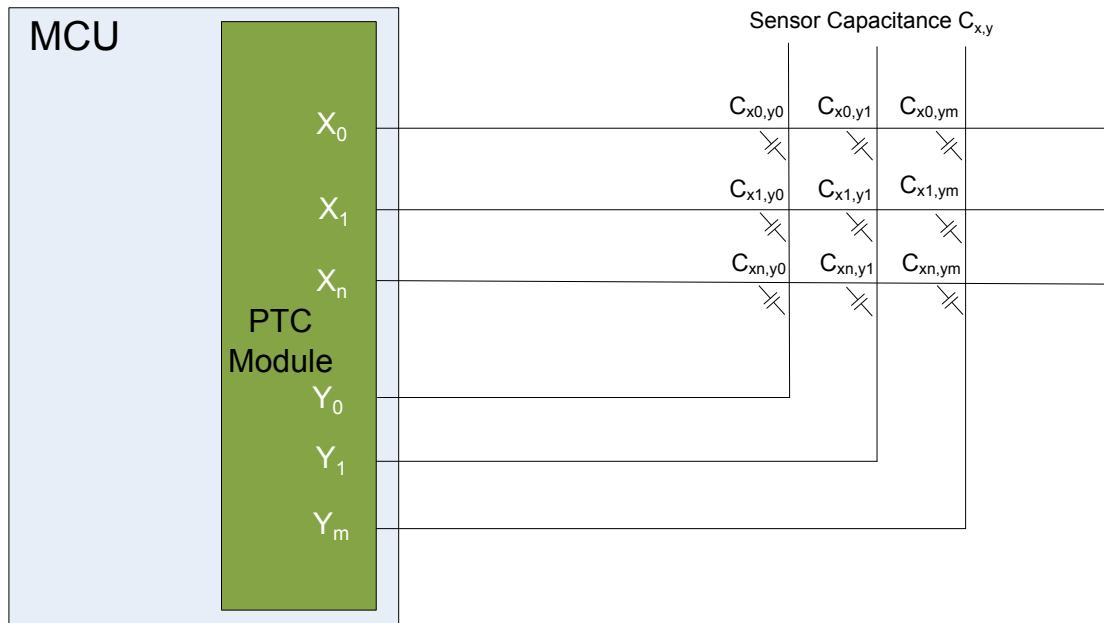 MCU
Sensor Capacitance Cx,y
X0
Cx0,y0 Cx0,y1 Cx0,ym
X1
Cx1,y0 Cx1,y1 Cx1,ym
Xn
Cxn,y0 Cxn,y1 Cxn,ym
PTC
Module
Y0
Y1
Ym